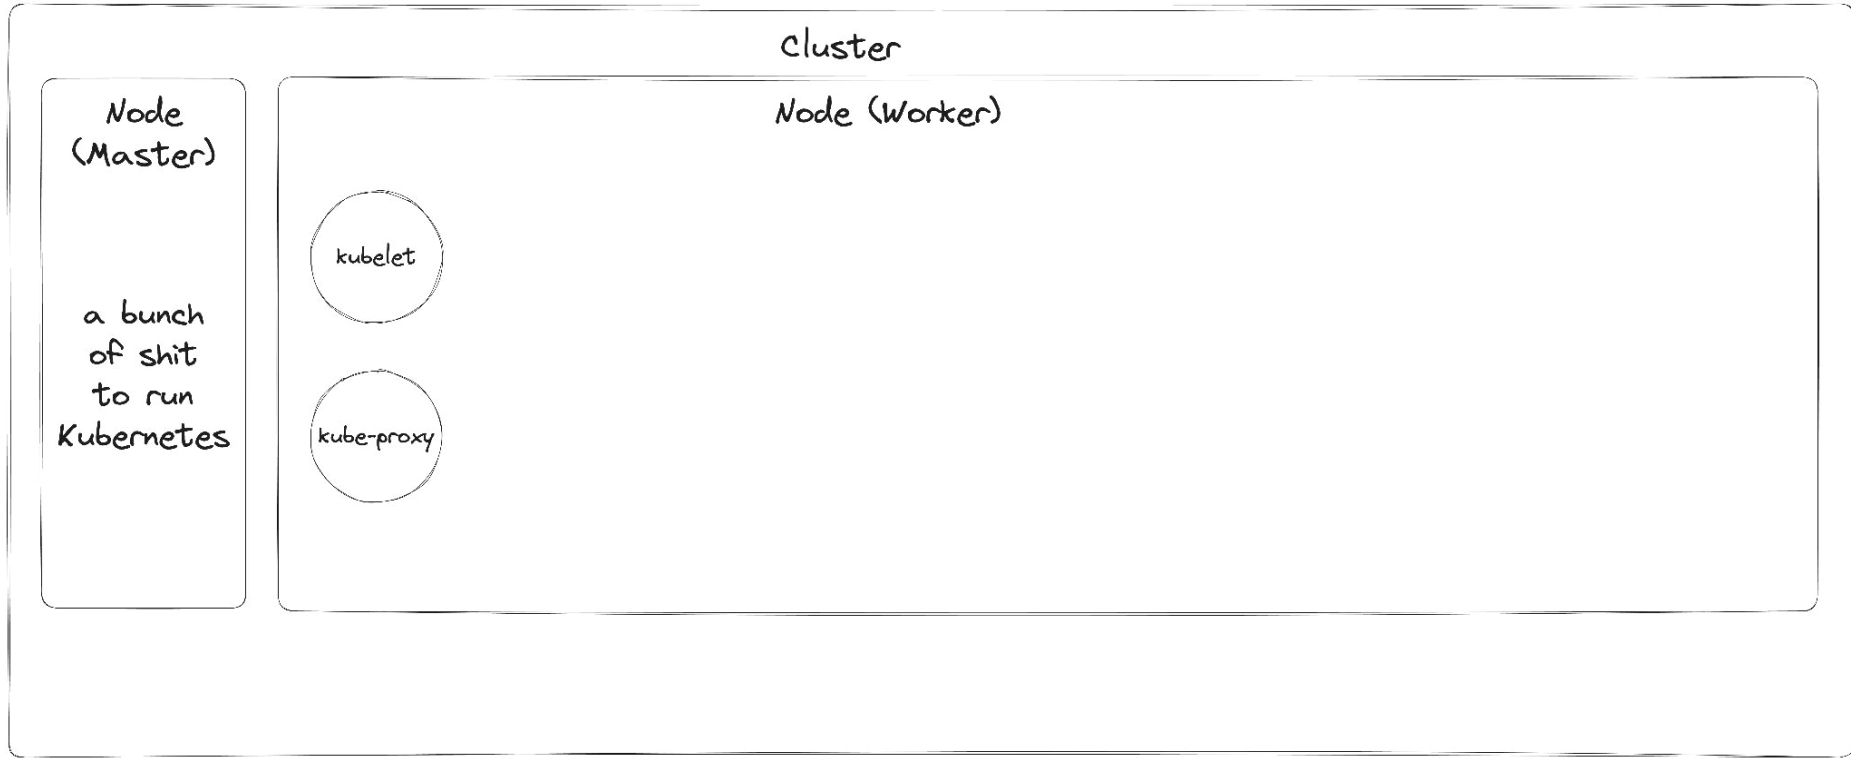 Cluster
Node
(Master)
a bunch
of shit
to run
Kubernetes
Node (Worker)
kubelet
kube-proxy